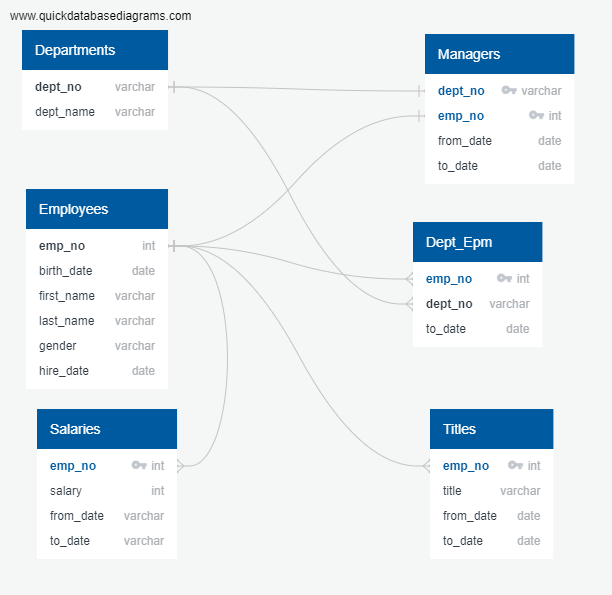 www.quickdatabasediagrams.com
Departments
dept_no varchar
dept_name varchar
Managers
dept_no varchar
emp_no int
from_date date
to_date date
Employees
emp_no int
birth_date date
first_name varchar
last_name varchar
gender varchar
hire_date date
Dept_Epm
emp_no int
dept_no varchar
to_date date
Salaries
emp_no int
salary int
from_date varchar
to_date varchar
Titles
emp_no int
title varchar
from_date date
to_date date